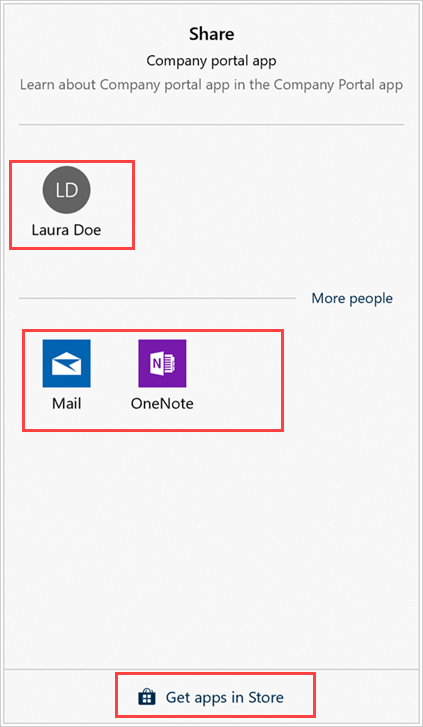 Share
Company portal app
Learn about Company portal app in the Company Portal app
LD
Laura Doe
More people
N
Mail OneNote
Get apps in Store